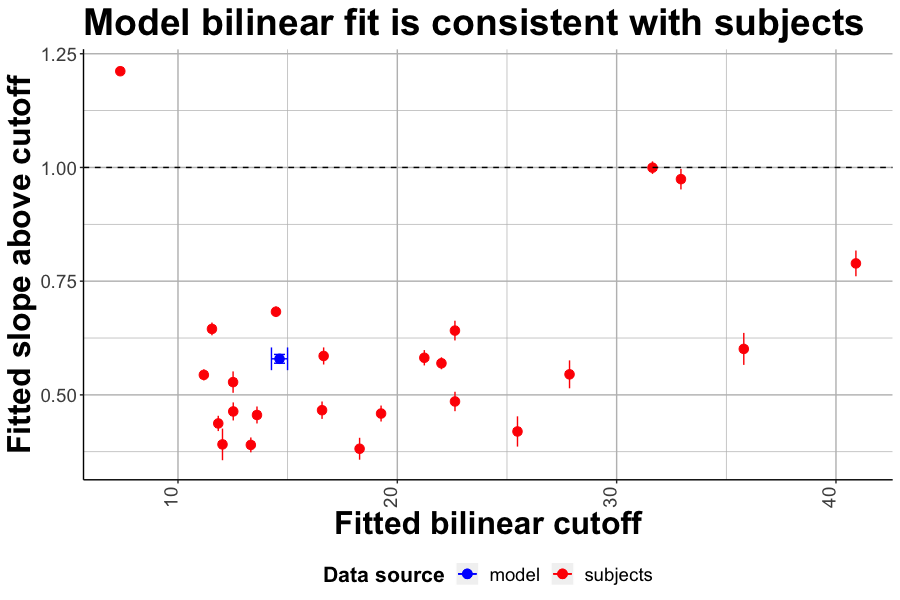 Model bilinear fit is consistent with subjects
Fitted slope above cutoff
1.25
1.00
0.75
0.50
10
20
30
40
Fitted bilinear cutoff
Data source model subjects